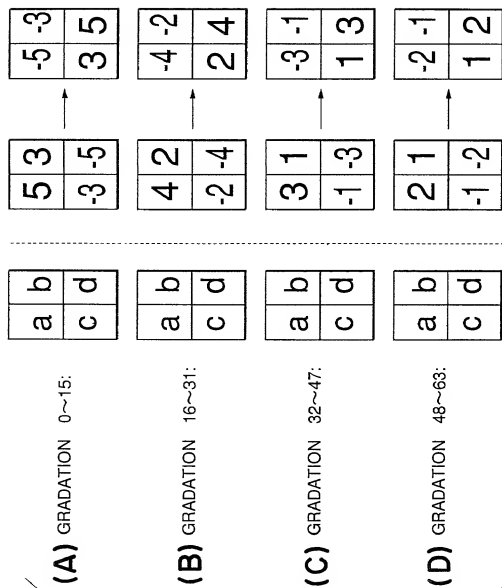 a b 5 3 -5 -3
(A) GRADATION 0~15:
c d -3 -5 3 5
a b 4 2 -4 -2
(B) GRADATION 16~31:
c d -2 -4 2 4
a b 3 1 -3 -1
(C) GRADATION 32~47:
c d -1 -3 1 3
a b 2 1 -2 -1
(D) GRADATION 48~63:
c d -1 -2 1 2